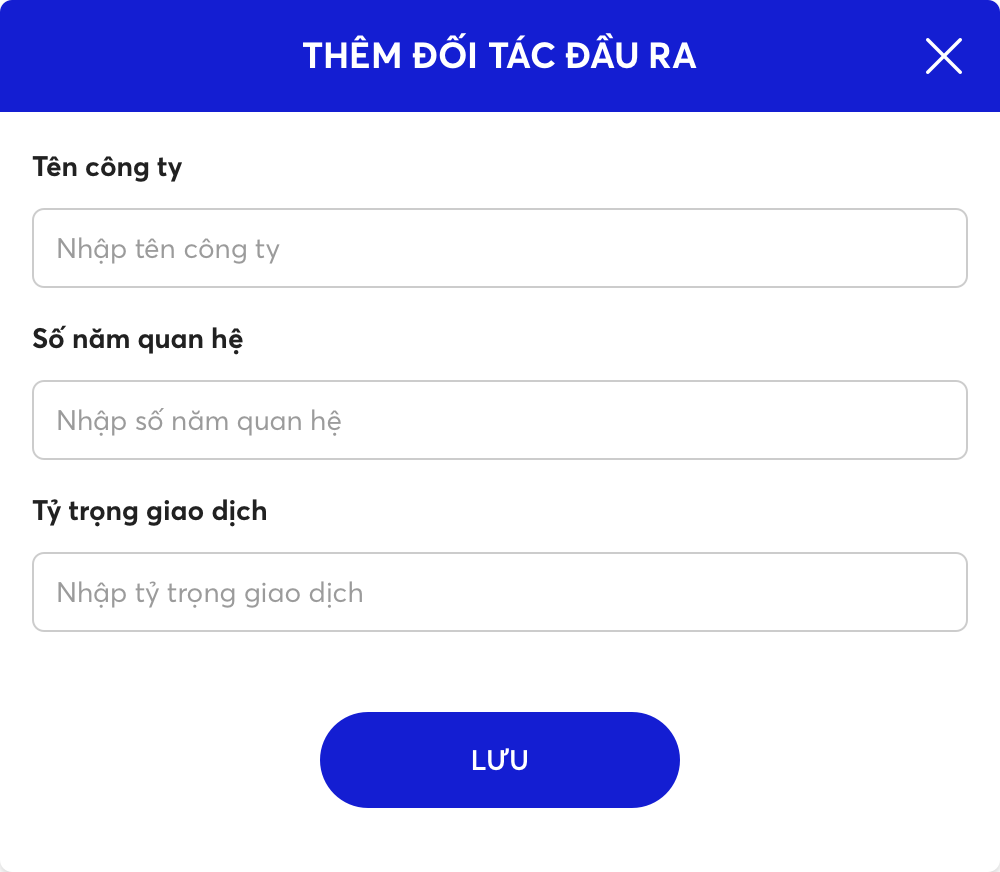 THÊM ĐỐI TÁC ĐẦU RA
Tên công ty
Nhập tên công ty
Số năm quan hệ
Nhập số năm quan hệ
Tỷ trọng giao dịch
Nhập tỷ trọng giao dịch
LƯU